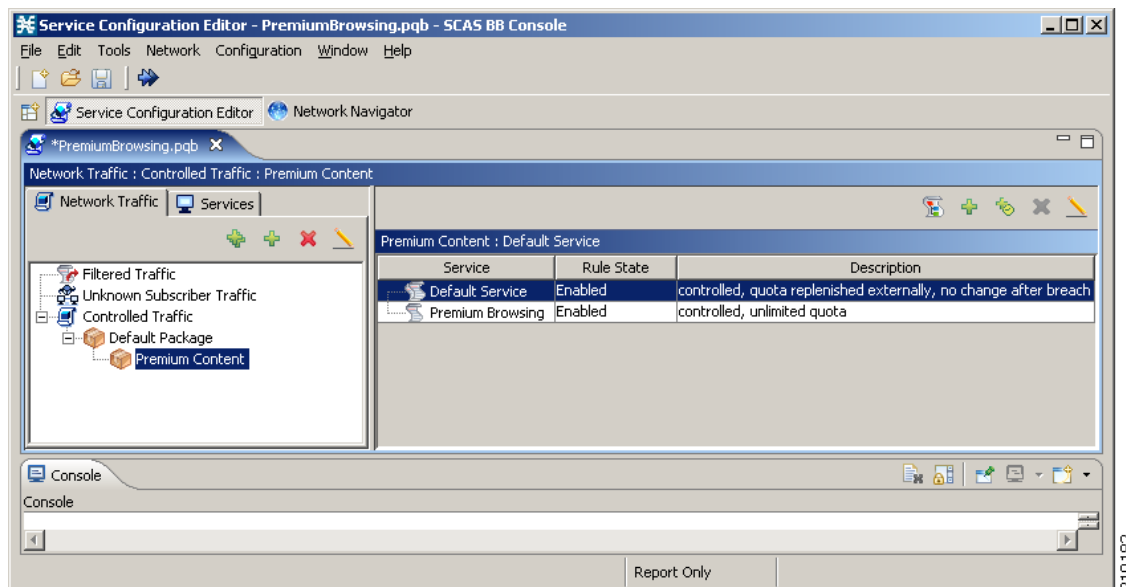 Service Configuration Editor - PremiumBrowsing.pqb - SCAS BB Console
File Edit Tools Network Configuration Window Help
Service Configuration Editor Network Navigator
*PremiumBrowsing.pqb
Network Traffic : Controlled Traffic : Premium Content
Network Traffic Services
Filtered Traffic
Unknown Subscriber Traffic
Controlled Traffic
Default Package
Premium Content
Premium Content : Default Service
Service Rule State Description
Default Service Enabled controlled, quota replenished externally, no change after breach
Premium Browsing Enabled controlled, unlimited quota
Console
Console
Report Only